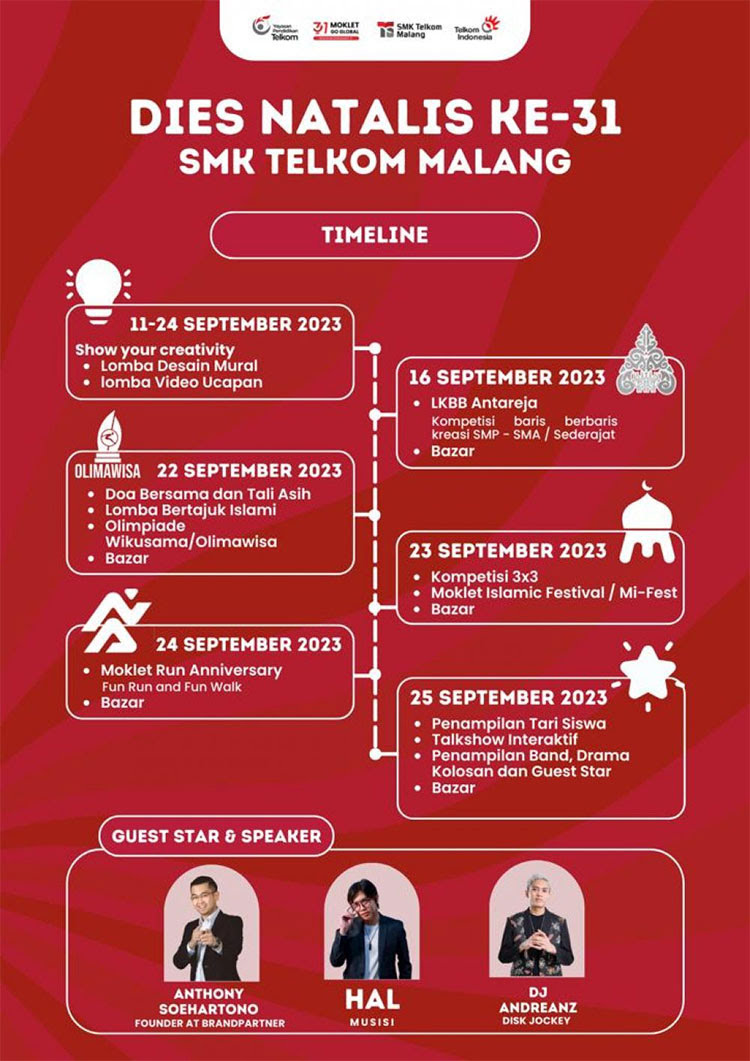 Yayasan
Pendidikan
Telkom
31 MOKLET
GO GLOBAL
SMK Telkom
Malang
Telkom
Indonesia
DIES NATALIS KE-31
SMK TELKOM MALANG
TIMELINE
11-24 SEPTEMBER 2023
Show your creativity
• Lomba Desain Mural
• lomba Video Ucapan
16 SEPTEMBER 2023
• LKBB Antareja
Kompetisi baris berbaris
kreasi SMP - SMA / Sederajat
• Bazar
OLIMAWISA
22 SEPTEMBER 2023
• Doa Bersama dan Tali Asih
• Lomba Bertajuk Islami
• Olimpiade
Wikusama/Olimawisa
• Bazar
23 SEPTEMBER 2023
• Kompetisi 3x3
• Moklet Islamic Festival / Mi-Fest
• Bazar
24 SEPTEMBER 2023
• Moklet Run Anniversary
Fun Run and Fun Walk
• Bazar
25 SEPTEMBER 2023
• Penampilan Tari Siswa
• Talkshow Interaktif
• Penampilan Band, Drama
Kolosan dan Guest Star
• Bazar
GUEST STAR & SPEAKER
ANTHONY
SOEHARTONO
FOUNDER AT BRANDPARTNER
HAL
MUSISI
DJ
ANDREANZ
DISK JOCKEY